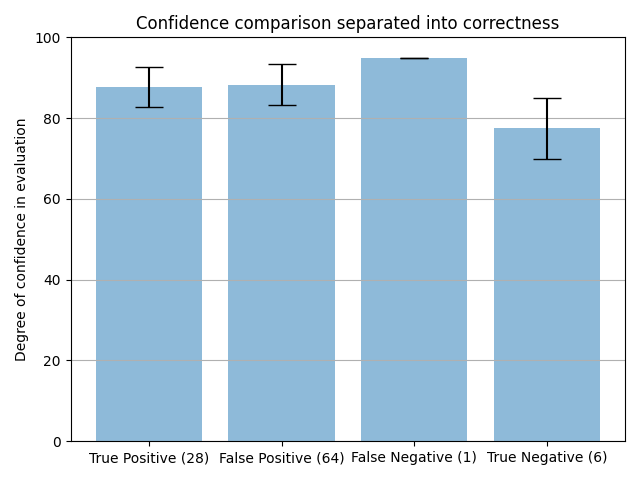 Confidence comparison separated into correctness
Degree of confidence in evaluation
100
80
60
40
20
0
True Positive (28)
False Positive (64)
False Negative (1)
True Negative (6)